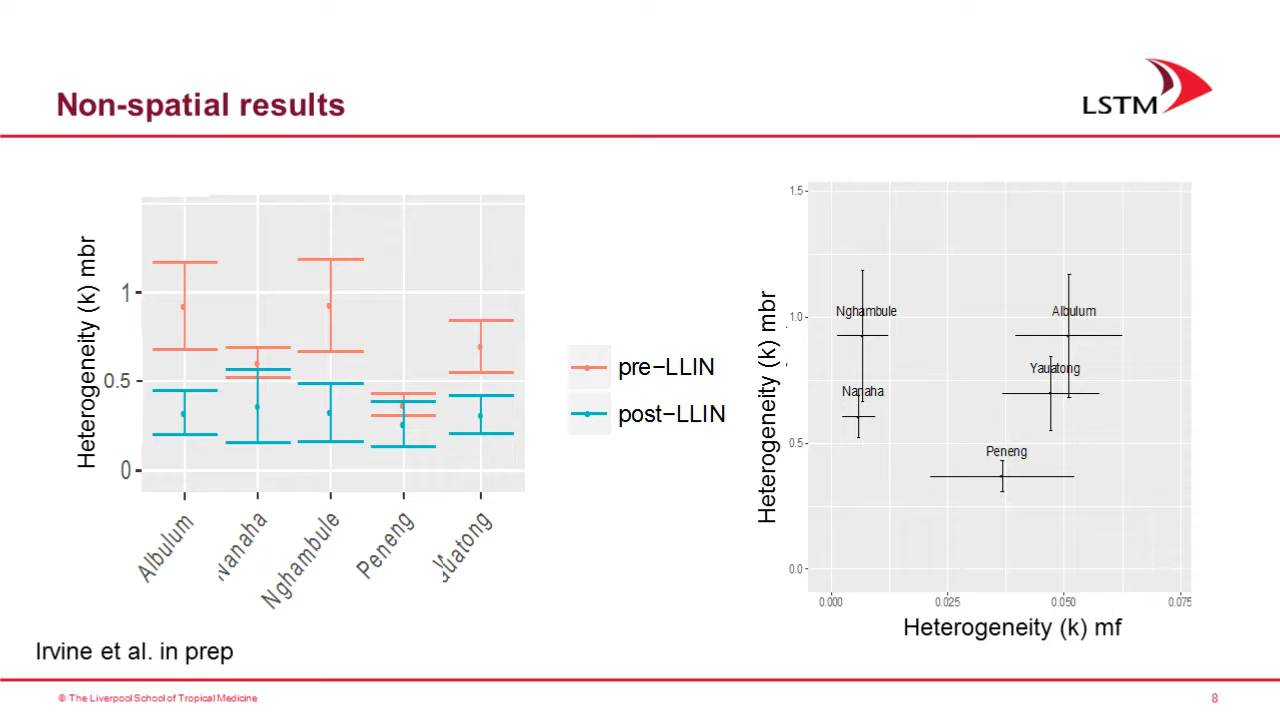 Non-spatial results
LSTM
Heterogeneity (k) mbr
1
0.5
0
Albulum
Nanaha
Nghambule
Peneng
pre-LLIN
post-LLIN
Heterogeneity (k) mbr
1.5
1.0
0.5
0.0
Nghambule
Albulum
Yauatong
Nanaha
Peneng
0.000
0.025
0.050
0.075
Heterogeneity (k) mf
Irvine et al. in prep
© The Liverpool School of Tropical Medicine
8